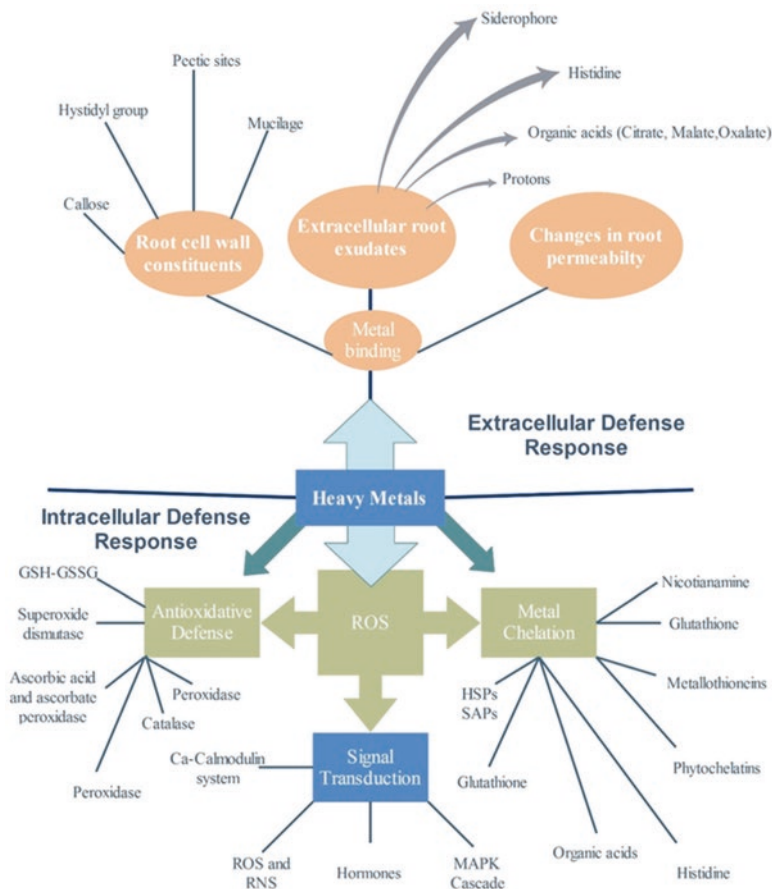 Siderophore
Pectic sites
Histidine
Hystidyl group
Mucilage
Organic acids (Citrate, Malate,Oxalate)
Protons
Callose
Root cell wall
constituents
Extracellular root
exudates
Changes in root
permeabilty
Metal
binding
Extracellular Defense
Response
Heavy Metals
Intracellular Defense
Response
GSH-GSSG
Superoxide
dismutase
Ascorbic acid
and ascorbate
peroxidase
Peroxidase
Catalase
Peroxidase
Antioxidative
Defense
ROS
Metal
Chelation
Nicotianamine
Glutathione
Metallothioneins
Phytochelatins
HSPs
SAPs
Glutathione
Organic acids
Histidine
Signal
Transduction
Ca-Calmodulin
system
ROS and
RNS
Hormones
MAPK
Cascade